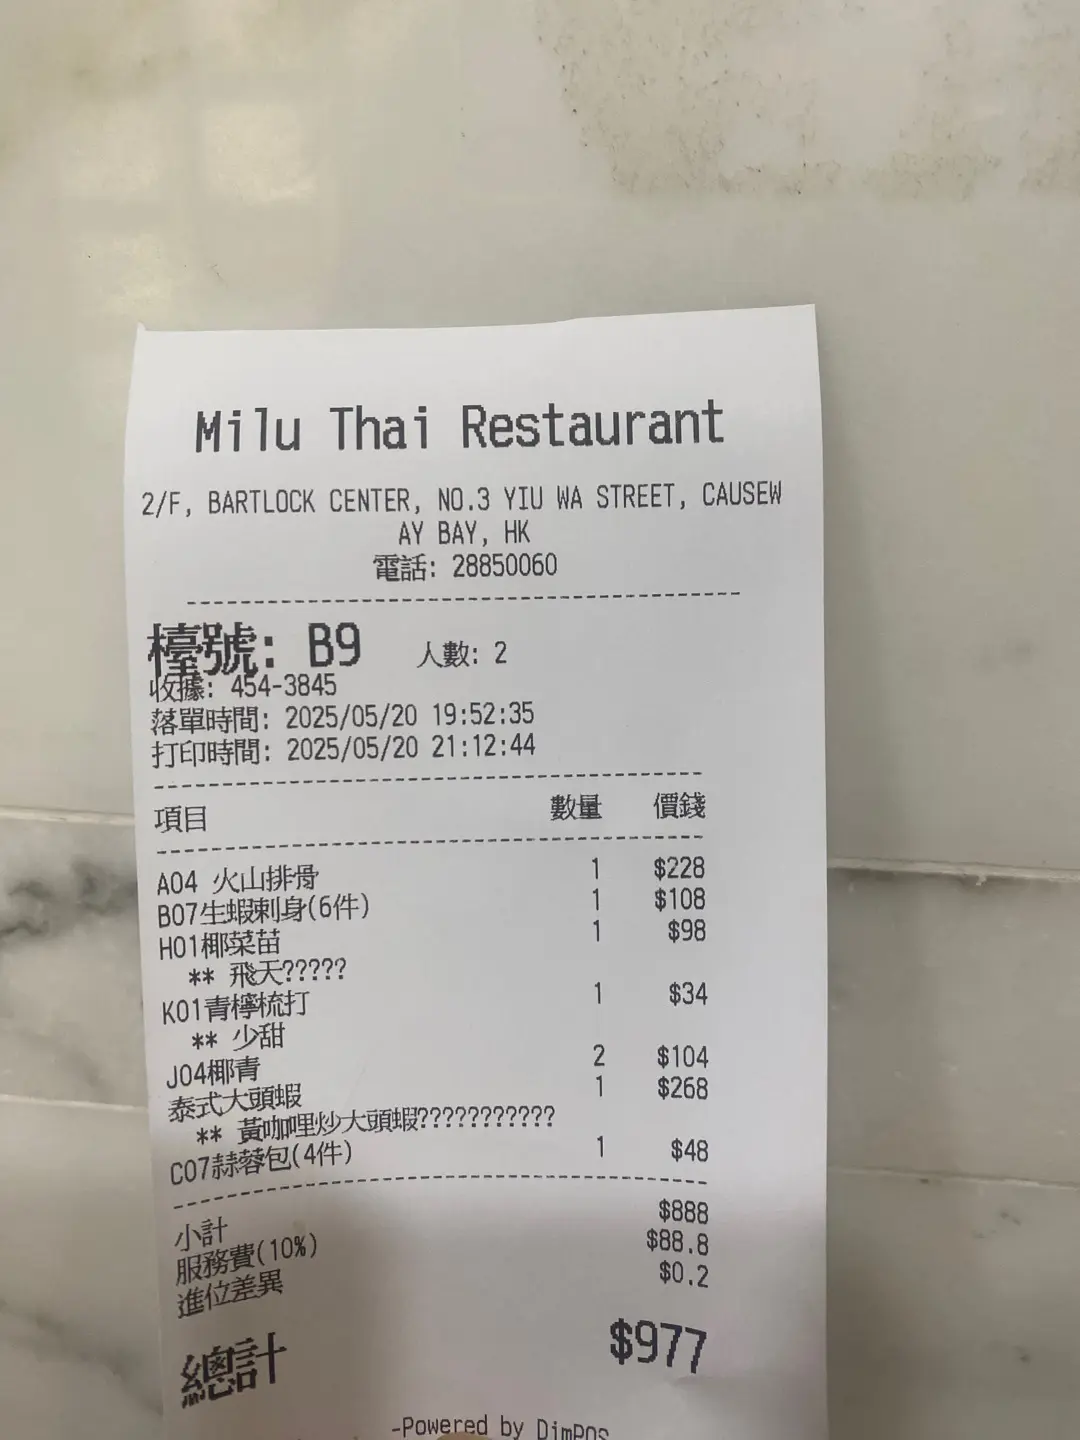 Milu Thai Restaurant
2/F, BARTLOCK CENTER, NO.3 YIU WA STREET, CAUSEW
AY BAY, HK
電話: 28850060
檯號: B9 人數: 2
收據: 454-3845
落單時間: 2025/05/20 19:52:35
打印時間: 2025/05/20 21:12:44
項目 數量 價錢
A04 火山排骨 1 $228
B07生蝦刺身(6件) 1 $108
H01椰菜苗 1 $98
** 飛天?????
K01青檸梳打 1 $34
** 少甜
J04椰青 2 $104
泰式大頭蝦 1 $268
** 黃咖哩炒大頭蝦???????????
C07蒜蓉包(4件) 1 $48
小計 $888
服務費(10%) $88.8
進位差異 $0.2
總計 $977
-Powered by DimPOS